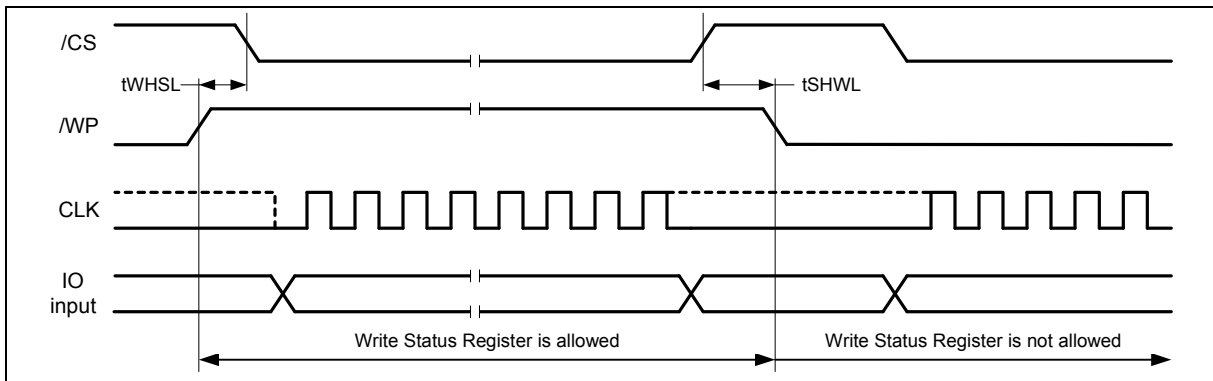 /CS
tWHSL
tSHWL
/WP
CLK
IO
input
Write Status Register is allowed
Write Status Register is not allowed